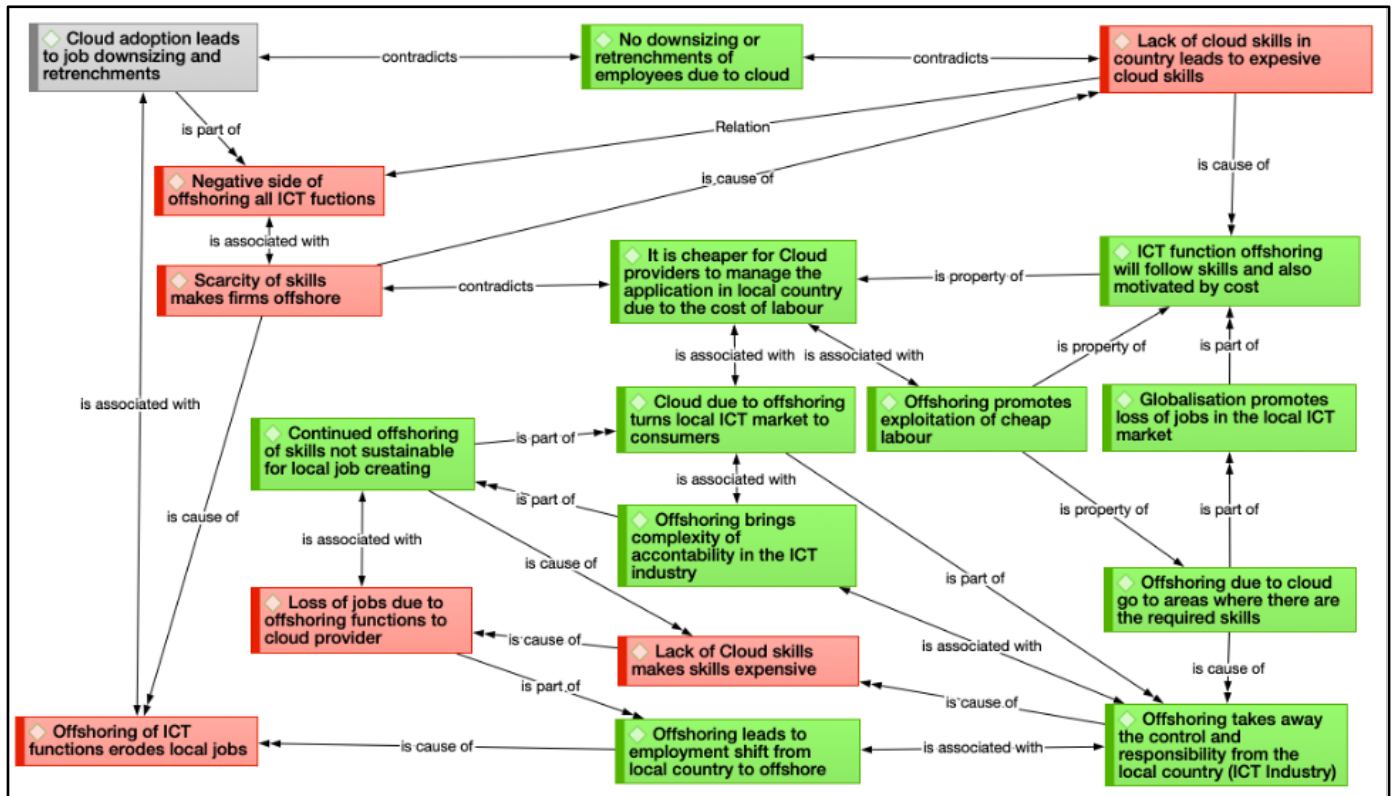 Cloud adoption leads
to job downsizing and
retrenchments
contradicts
No downsizing or
retrenchments of
employees due to cloud
contradicts
Lack of cloud skills in
country leads to expesive
cloud skills
is part of
Relation
is cause of
is cause of
Negative side of
offshoring all ICT fuctions
is associated with
Scarcity of skills
makes firms offshore
contradicts
It is cheaper for Cloud
providers to manage the
application in local country
due to the cost of labour
is property of
ICT function offshoring
will follow skills and also
motivated by cost
is associated with
is associated with
is property of
is part of
is associated with
Continued offshoring
of skills not sustainable
for local job creating
is part of
Cloud due to offshoring
turns local ICT market to
consumers
Offshoring promotes
exploitation of cheap
labour
Globalisation promotes
loss of jobs in the local ICT
market
is associated with
is part of
is cause of
is associated with
Offshoring brings
complexity of
accontability in the ICT
industry
is property of
is part of
is cause of
is part of
Loss of jobs due to
offshoring functions to
cloud provider
is cause of
Lack of Cloud skills
makes skills expensive
is associated with
Offshoring due to cloud
go to areas where there are
the required skills
is cause of
is part of
is cause of
Offshoring of ICT
functions erodes local jobs
is cause of
Offshoring leads to
employment shift from
local country to offshore
is associated with
Offshoring takes away
the control and
responsibility from the
local country (ICT Industry)